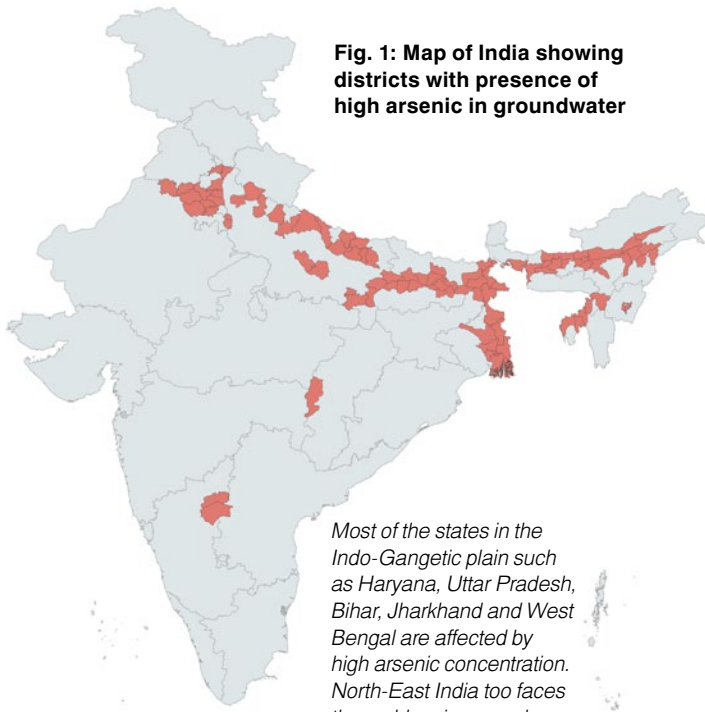 Fig. 1: Map of India showing
districts with presence of
high arsenic in groundwater
Most of the states in the
Indo-Gangetic plain such
as Haryana, Uttar Pradesh,
Bihar, Jharkhand and West
Bengal are affected by
high arsenic concentration.
North-East India too faces